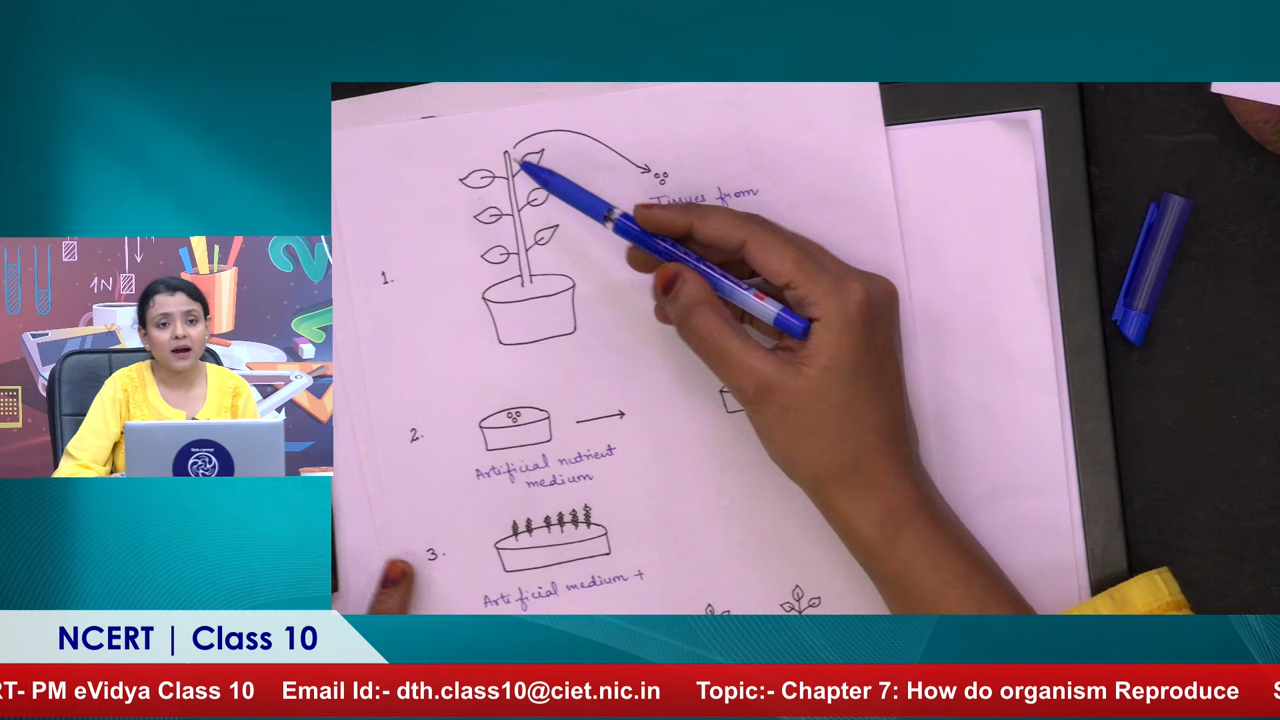 1N
Tissues from
1.
2.
Artificial nutrient
medium
3.
Artificial medium +
NCERT | Class 10
RT- PM eVidya Class 10 Email Id:- dth.class10@ciet.nic.in Topic:- Chapter 7: How do organism Reproduce S